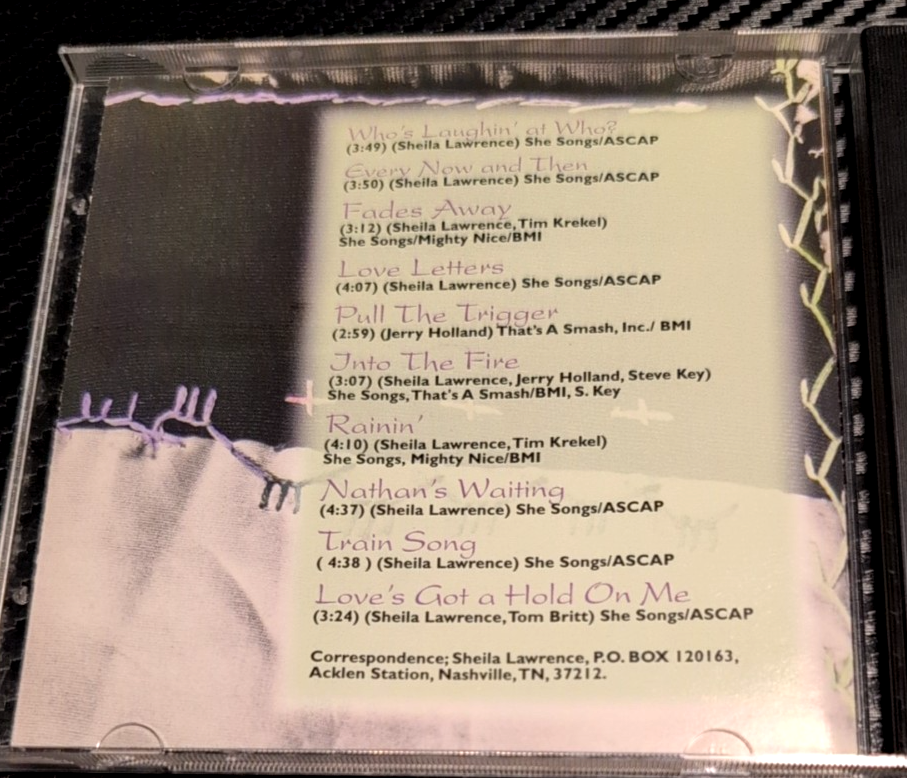 Who's Laughin' at Who?
(3:49) (Sheila Lawrence) She Songs/ASCAP
Every Now and Then
(3:50) (Sheila Lawrence) She Songs/ASCAP
Fades Away
(3:12) (Sheila Lawrence, Tim Krekel)
She Songs/Mighty Nice/BMI
Love Letters
(4:07) (Sheila Lawrence) She Songs/ASCAP
Pull The Trigger
(2:59) (Jerry Holland) That's A Smash, Inc./ BMI
Into The Fire
(3:07) (Sheila Lawrence, Jerry Holland, Steve Key)
She Songs, That's A Smash/BMI, S. Key
Rainin'
(4:10) (Sheila Lawrence, Tim Krekel)
She Songs, Mighty Nice/BMI
Nathan's Waiting
(4:37) (Sheila Lawrence) She Songs/ASCAP
Train Song
( 4:38 ) (Sheila Lawrence) She Songs/ASCAP
Love's Got a Hold On Me
(3:24) (Sheila Lawrence, Tom Britt) She Songs/ASCAP
Correspondence; Sheila Lawrence, P.O. BOX 120163,
Acklen Station, Nashville, TN, 37212.